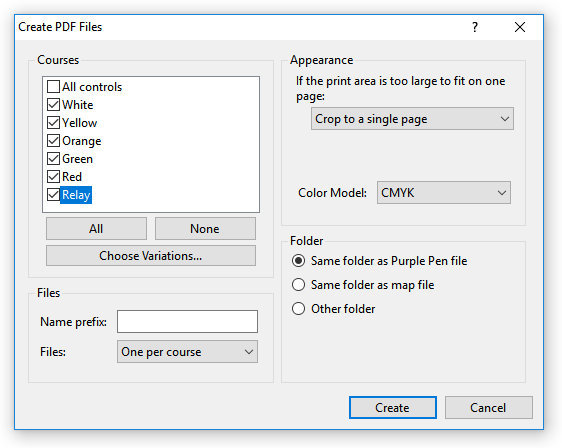 Create PDF Files
?
Courses
All controls
White
Yellow
Orange
Green
Red
Relay
All
None
Choose Variations...
Files
Name prefix:
Files:
One per course
Appearance
If the print area is too large to fit on one
page:
Crop to a single page
Color Model:
CMYK
Folder
Same folder as Purple Pen file
Same folder as map file
Other folder
Create
Cancel